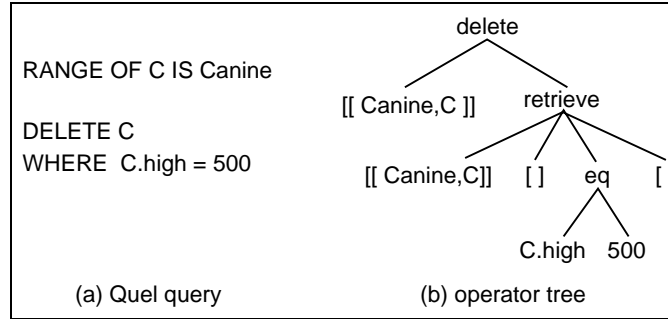 delete
RANGE OF C IS Canine
[[ Canine,C ]] retrieve
DELETE C
WHERE C.high = 500
[[ Canine,C]] [ ] eq [
C.high 500
(a) Quel query (b) operator tree